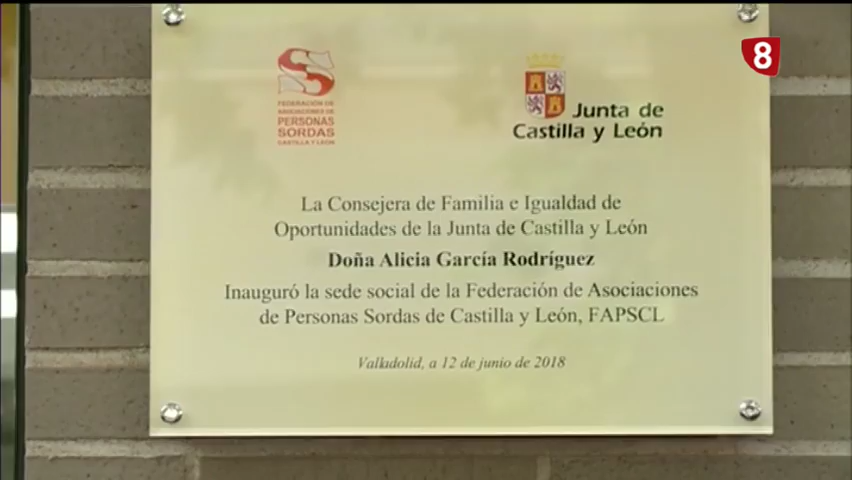 8
S
FEDERACIÓN DE
ASOCIACIONES DE
PERSONAS
SORDAS
CASTILLA Y LEÓN
Junta de
Castilla y León
La Consejera de Familia e Igualdad de
Oportunidades de la Junta de Castilla y León
Doña Alicia García Rodríguez
Inauguró la sede social de la Federación de Asociaciones
de Personas Sordas de Castilla y León, FAPSCL
Valladolid, a 12 de junio de 2018